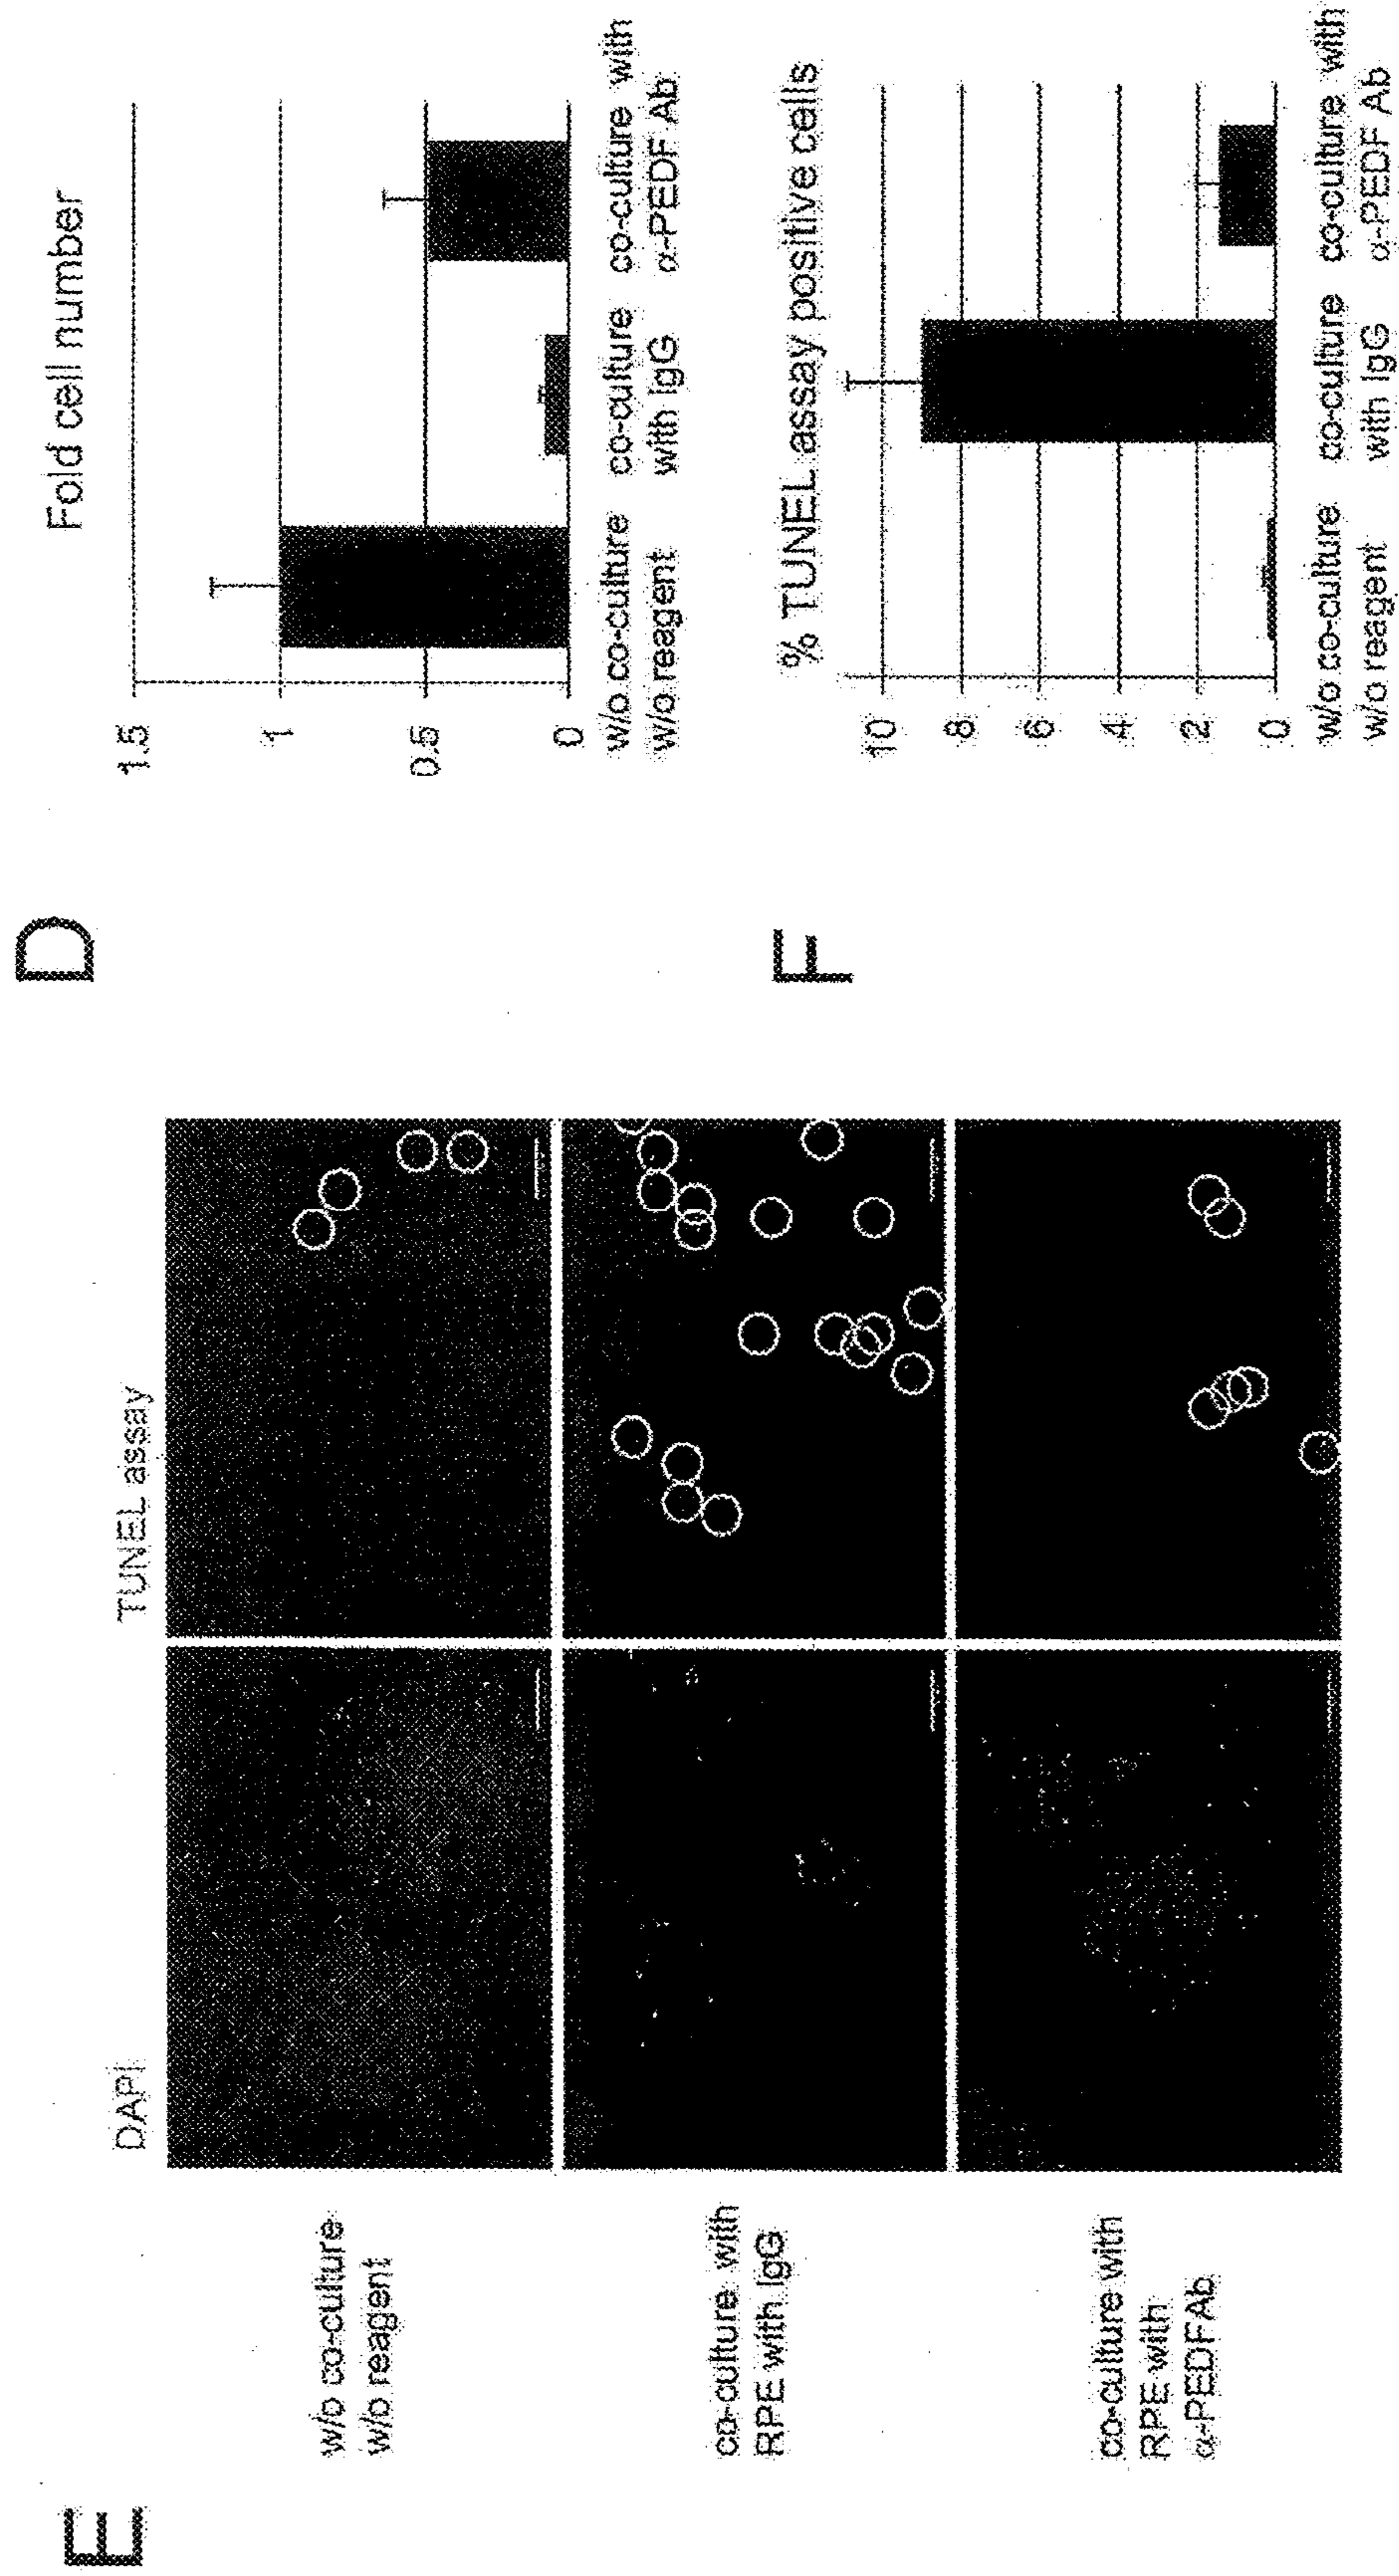 E
DAPI
TUNEL assay
w/o co-culture
w/o reagent
co-culture with
RPE with IgG
co-culture with
RPE with
α-PEDFAb
D
Fold cell number
1.5
1
0.5
0
w/o co-culture
w/o reagent
co-culture
with IgG
co-culture with
α-PEDF Ab
F
% TUNEL assay positive cells
10
8
6
4
2
0
w/o co-culture
w/o reagent
co-culture
with IgG
co-culture with
α-PEDF Ab